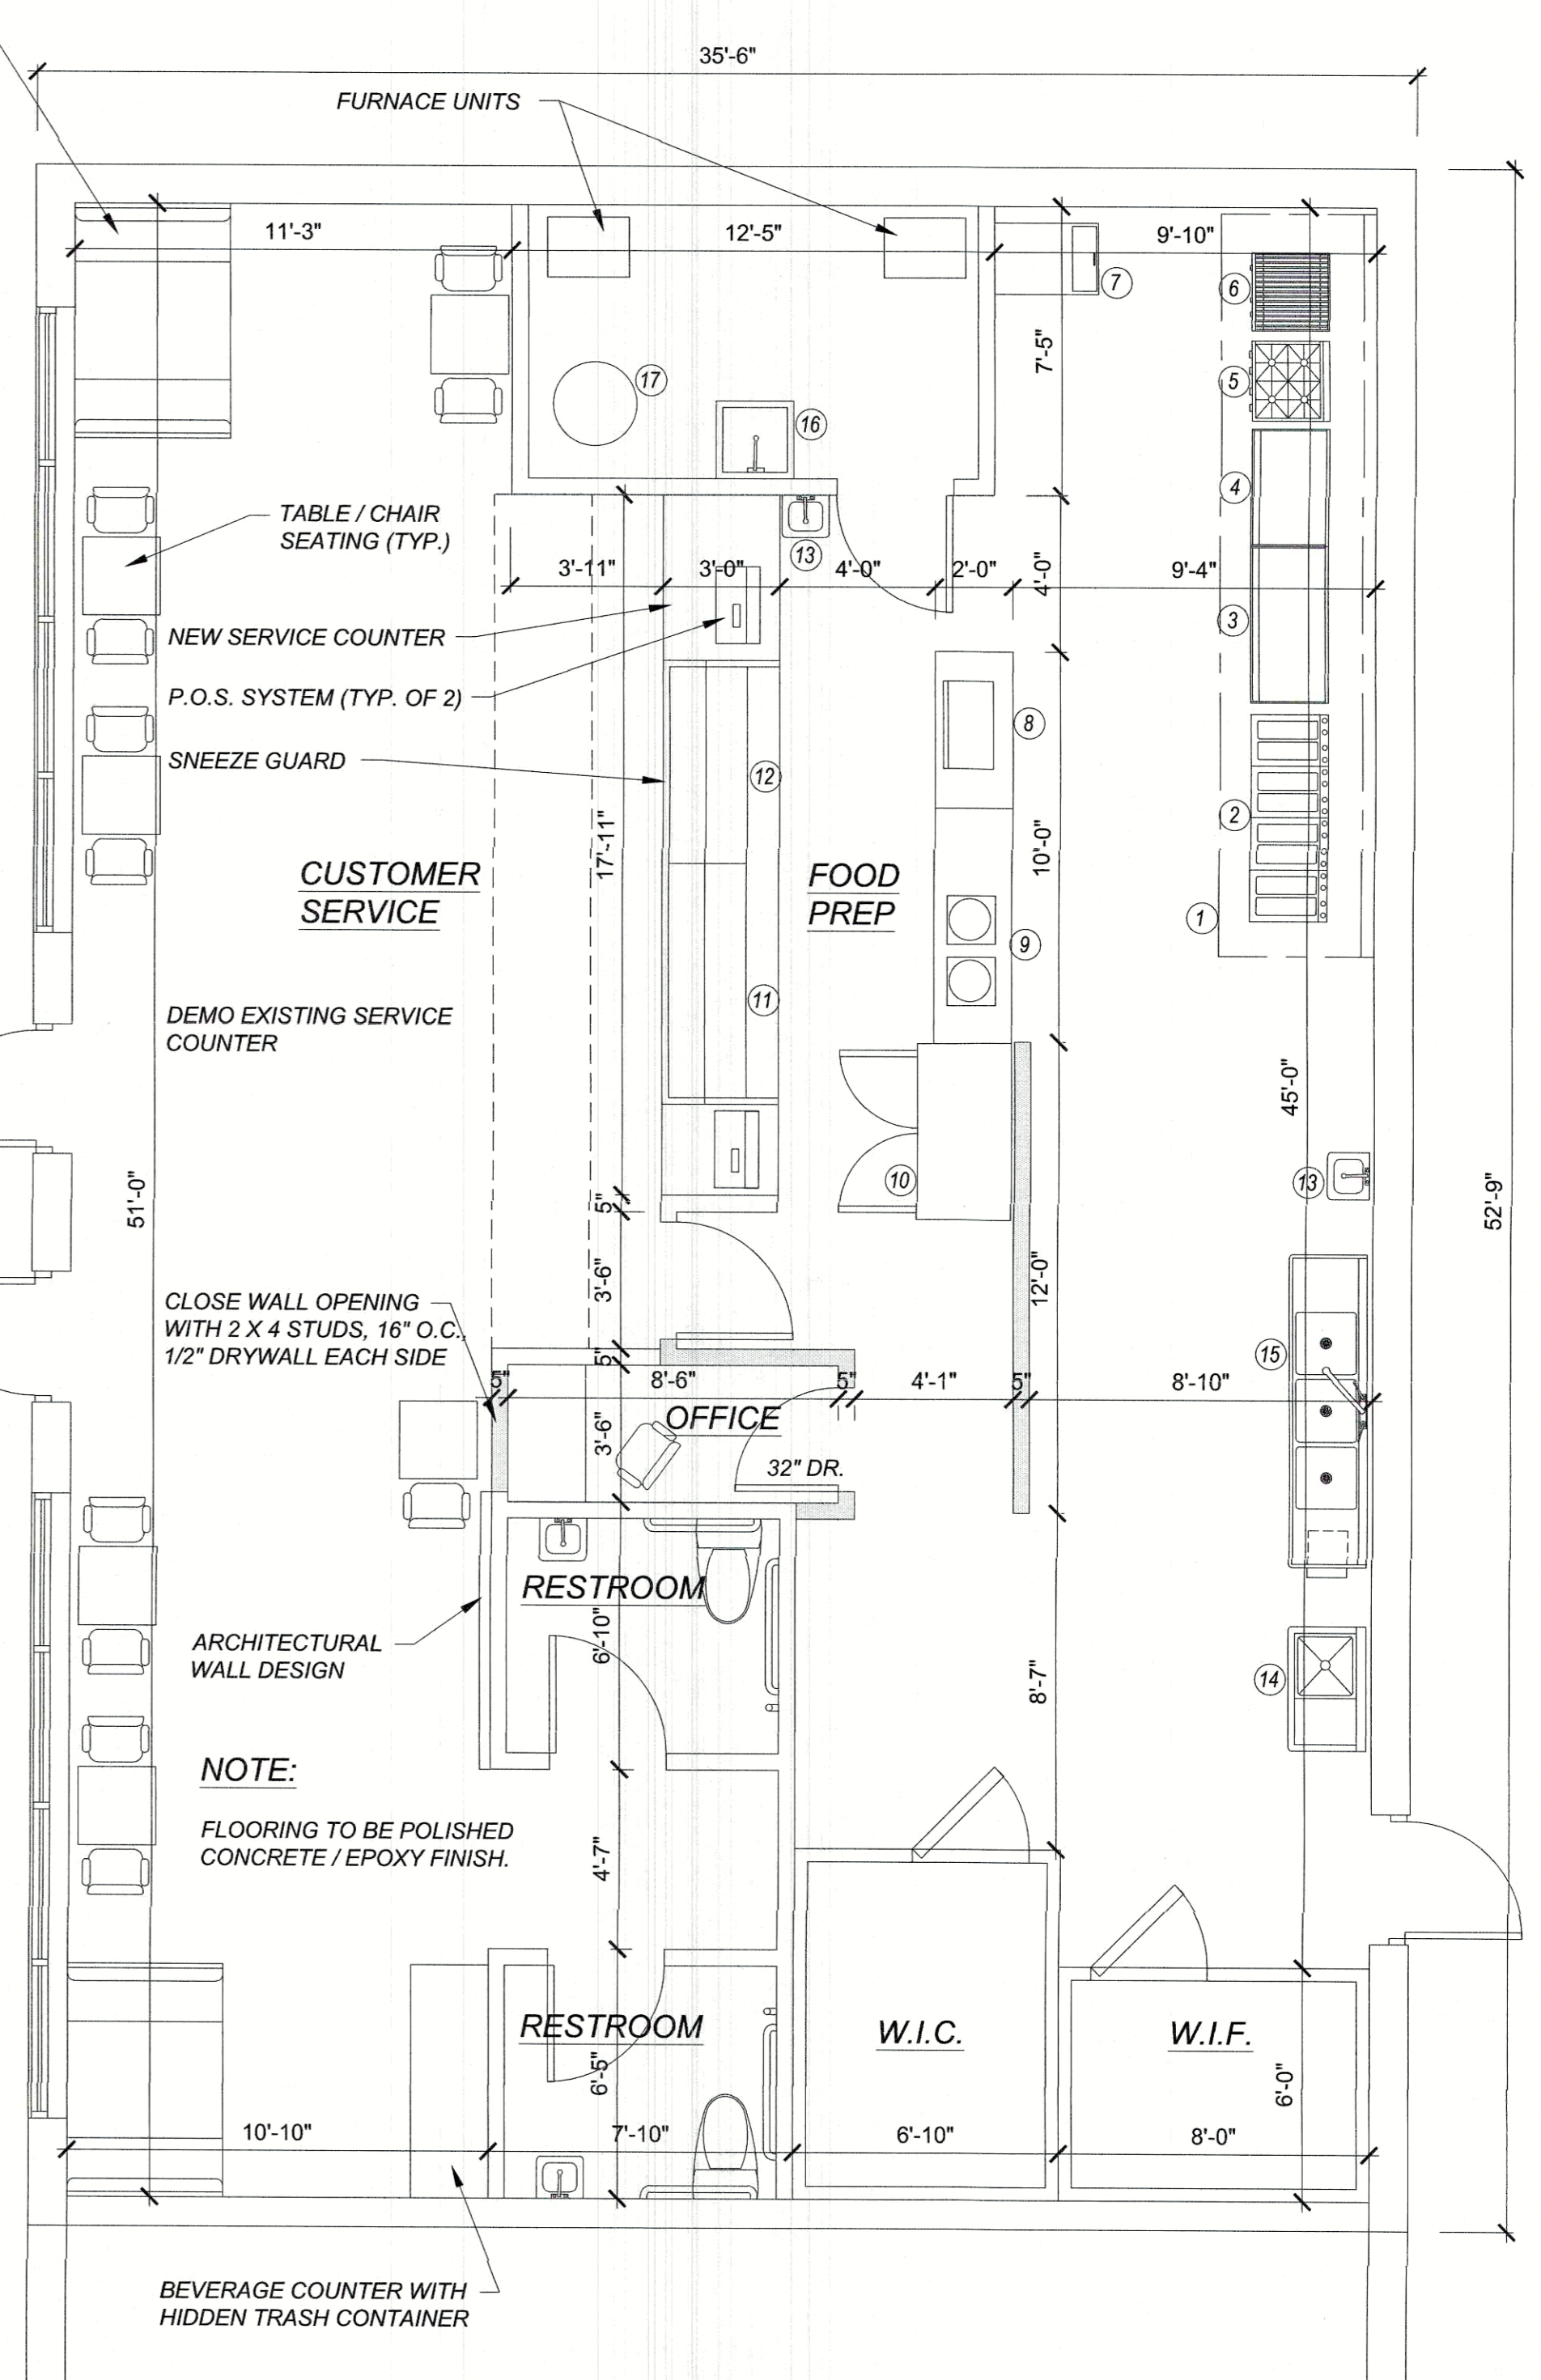 35'-6"
FURNACE UNITS
11'-3"
12'-5"
9'-10"
7
6
7'-5"
17
5
16
4
TABLE / CHAIR
SEATING (TYP.)
13
3'-11"
3'-0"
4'-0"
2'-0"
4'-0"
9'-4"
3
NEW SERVICE COUNTER
P.O.S. SYSTEM (TYP. OF 2)
8
SNEEZE GUARD
12
2
17'-11"
10'-0"
CUSTOMER
SERVICE
FOOD
PREP
1
9
11
DEMO EXISTING SERVICE
COUNTER
45'-0"
10
13
51'-0"
5"
52'-9"
3'-6"
12'-0"
CLOSE WALL OPENING
WITH 2 X 4 STUDS, 16" O.C.,
1/2" DRYWALL EACH SIDE
5"
15
5"
8'-6"
5"
4'-1"
5"
8'-10"
OFFICE
3'-6"
32" DR.
RESTROOM
6'-10"
ARCHITECTURAL
WALL DESIGN
8'-7"
14
NOTE:
FLOORING TO BE POLISHED
CONCRETE / EPOXY FINISH.
4'-7"
RESTROOM
W.I.C.
W.I.F.
6'-5"
6'-0"
10'-10"
7'-10"
6'-10"
8'-0"
BEVERAGE COUNTER WITH
HIDDEN TRASH CONTAINER